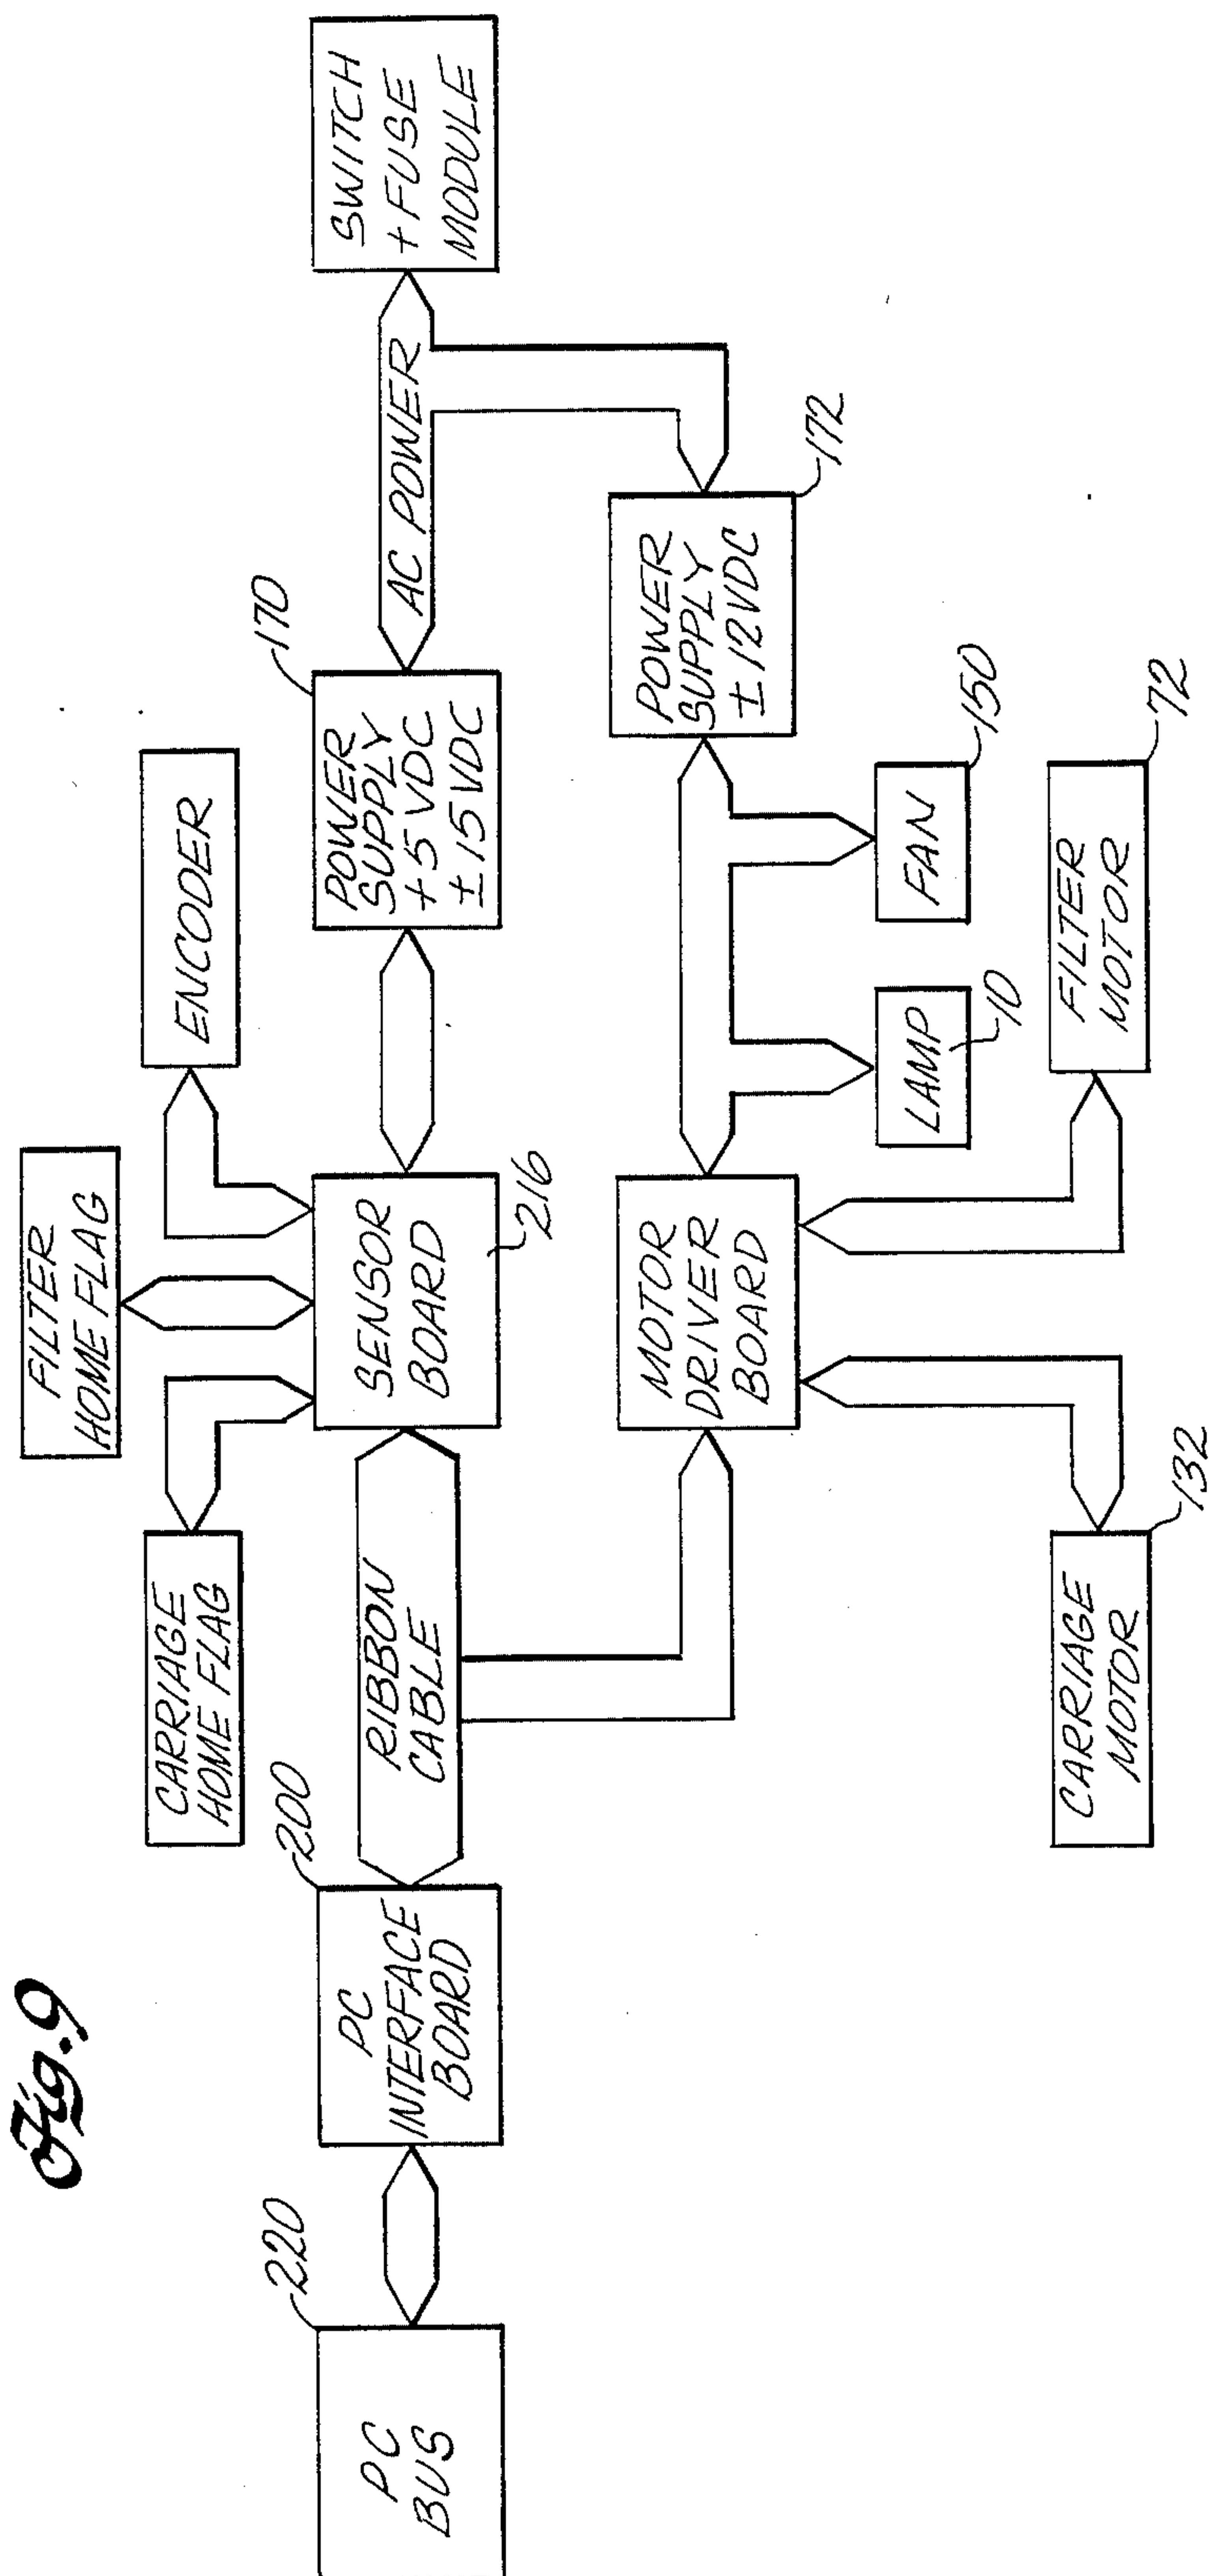 Fig. 9
220
PC
BUS
200
PC
INTERFACE
BOARD
RIBBON
CABLE
CARRIAGE
HOME FLAG
FILTER
HOME FLAG
ENCODER
SENSOR
BOARD
216
170
POWER
SUPPLY
+5VDC
±15VDC
AC POWER
SWITCH
+ FUSE
MODULE
MOTOR
DRIVER
BOARD
POWER
SUPPLY
±12VDC
172
LAMP
10
FAN
150
CARRIAGE
MOTOR
132
FILTER
MOTOR
72